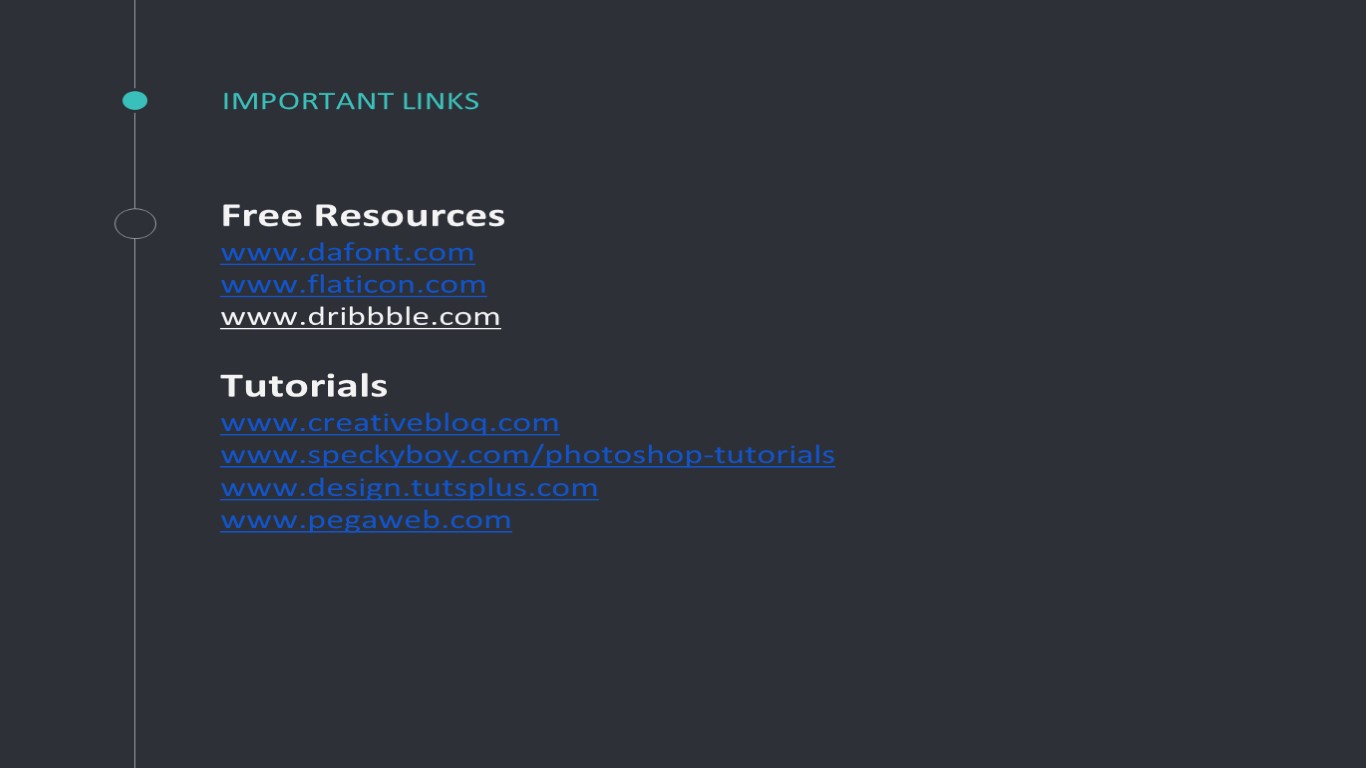 IMPORTANT LINKS
Free Resources
www.dafont.com
www.flaticon.com
www.dribbble.com
Tutorials
www.creativebloq.com
www.speckyboy.com/photoshop-tutorials
www.design.tutsplus.com
www.pegaweb.com